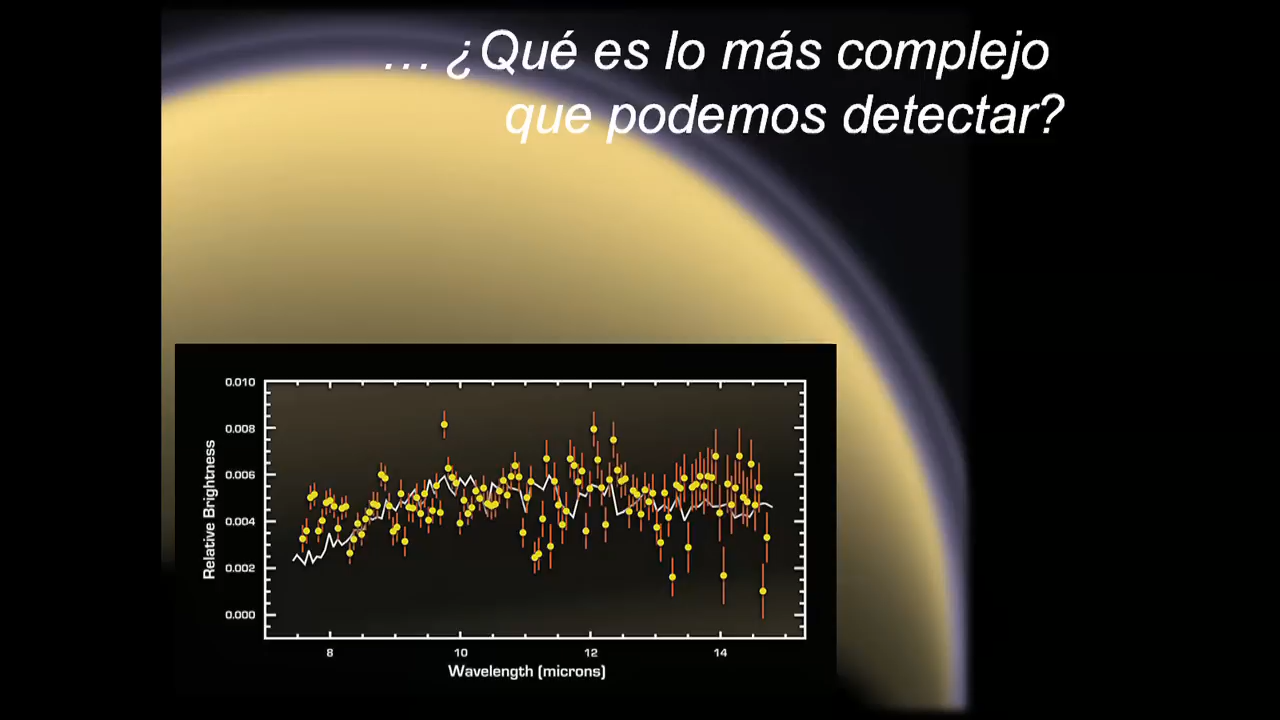 ... ¿Qué es lo más complejo
que podemos detectar?
0.010
0.008
0.006
0.004
0.002
0.000
Relative Brightness
8 10 12 14
Wavelength (microns)